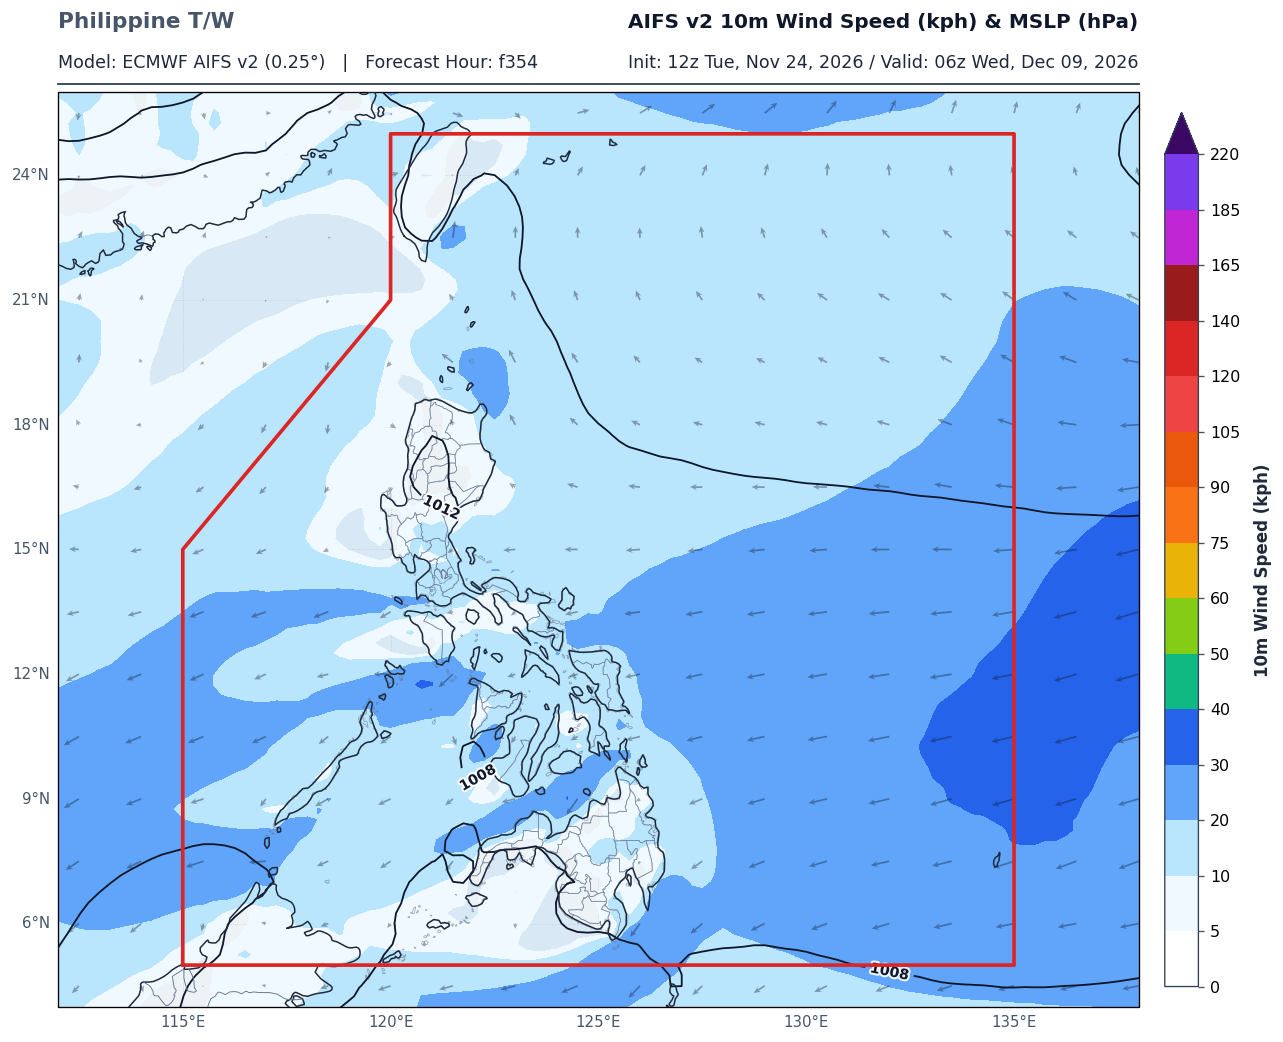 Philippine T/W
AIFS v2 10m Wind Speed (kph) & MSLP (hPa)
Model: ECMWF AIFS v2 (0.25°) | Forecast Hour: f354
Init: 12z Tue, Nov 24, 2026 / Valid: 06z Wed, Dec 09, 2026
24°N
21°N
18°N
15°N
12°N
9°N
6°N
1012
1008
1008
115°E
120°E
125°E
130°E
135°E
220
185
165
140
120
105
90
75
60
50
40
30
20
10
5
0
10m Wind Speed (kph)